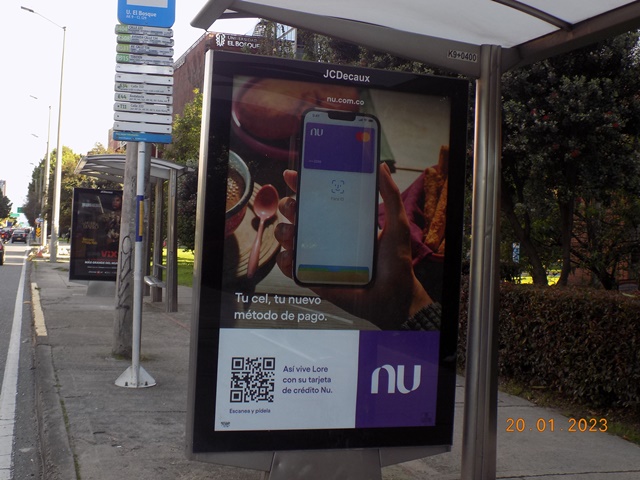 U. El Bosque
EL BOSQUE
K9+0400
JCDecaux
nu.com.co
nu
Tu cel, tu nuevo
método de pago.
Así vive Lore
con su tarjeta
de crédito Nu.
Escanea y pídela
nu
VIX
20 01 2023